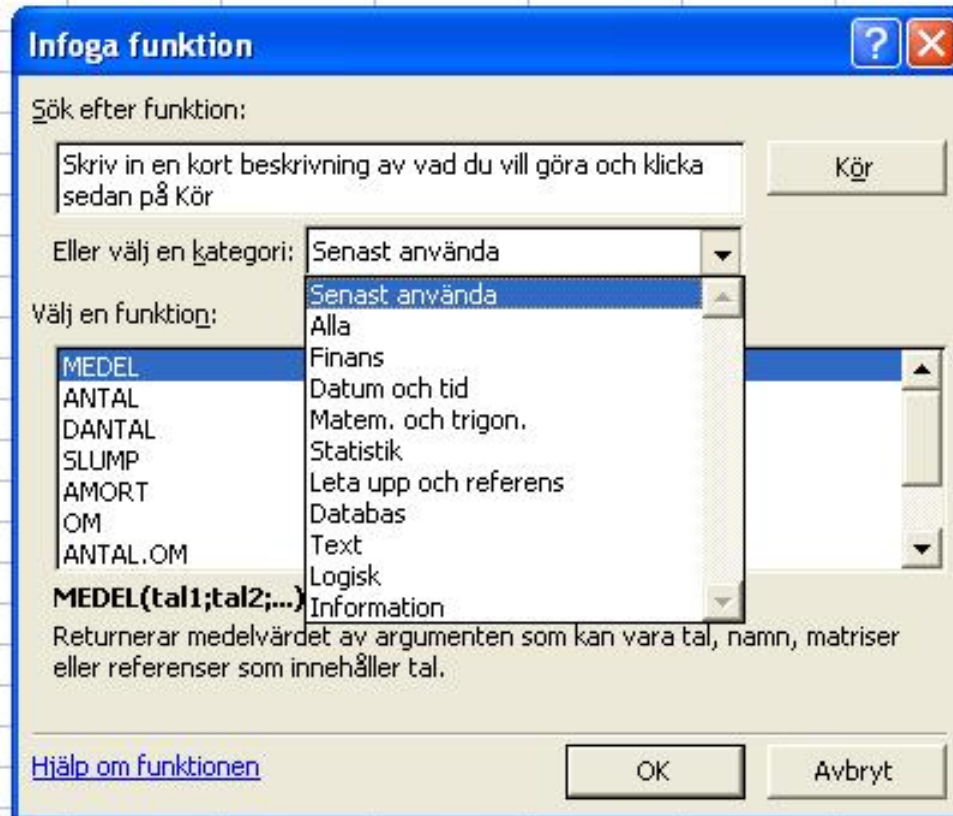 Infoga funktion
Sök efter funktion:
Skriv in en kort beskrivning av vad du vill göra och klicka
sedan på Kör
Kör
Eller välj en kategori:
Senast använda
Senast använda
Alla
Finans
Datum och tid
Matem. och trigon.
Statistik
Leta upp och referens
Databas
Text
Logisk
Information
Välj en funktion:
MEDEL
ANTAL
DANTAL
SLUMP
AMORT
OM
ANTAL.OM
MEDEL(tal1;tal2;...)
Returnerar medelvärdet av argumenten som kan vara tal, namn, matriser
eller referenser som innehåller tal.
Hjälp om funktionen
OK
Avbryt